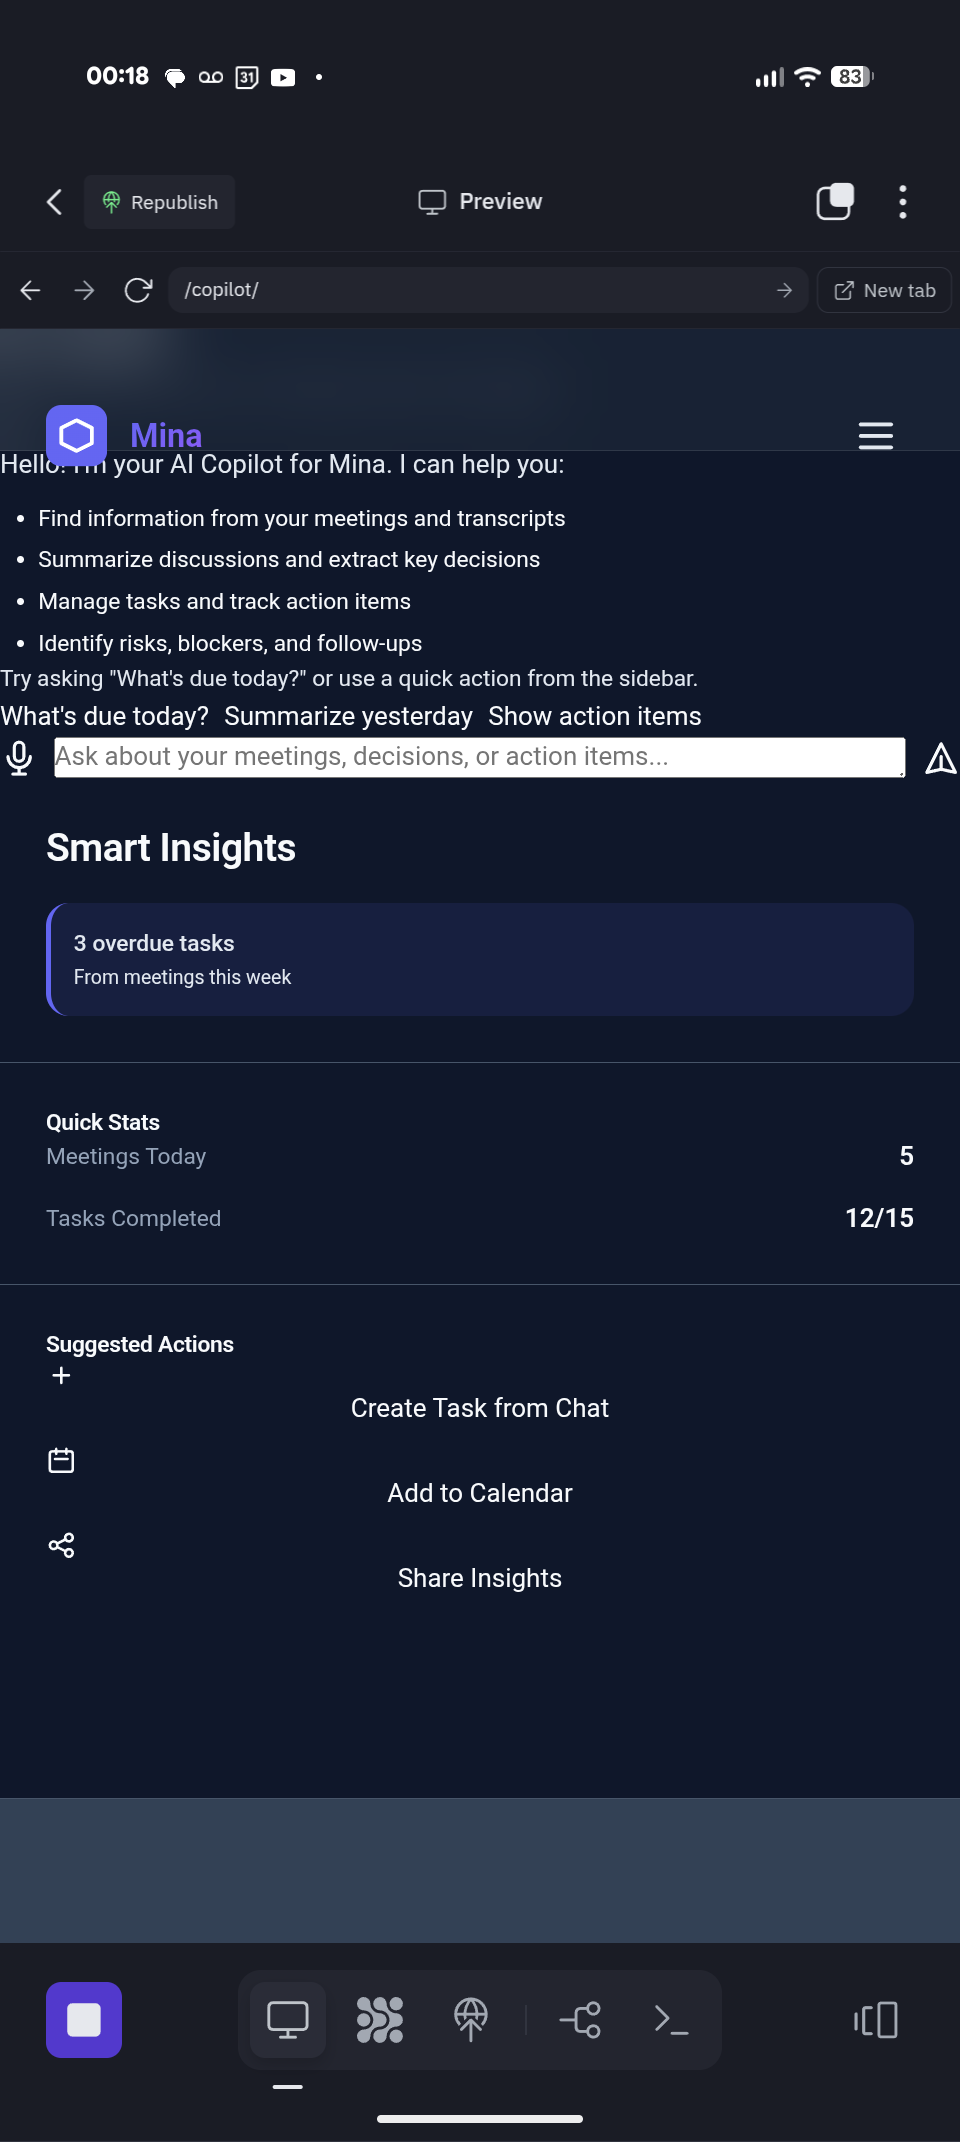 00:18
31
83
Republish
Preview
/copilot/
New tab
Mina
Hello! I'm your AI Copilot for Mina. I can help you:
• Find information from your meetings and transcripts
• Summarize discussions and extract key decisions
• Manage tasks and track action items
• Identify risks, blockers, and follow-ups
Try asking "What's due today?" or use a quick action from the sidebar.
What's due today? Summarize yesterday Show action items
Ask about your meetings, decisions, or action items...
Smart Insights
3 overdue tasks
From meetings this week
Quick Stats
Meetings Today 5
Tasks Completed 12/15
Suggested Actions
Create Task from Chat
Add to Calendar
Share Insights